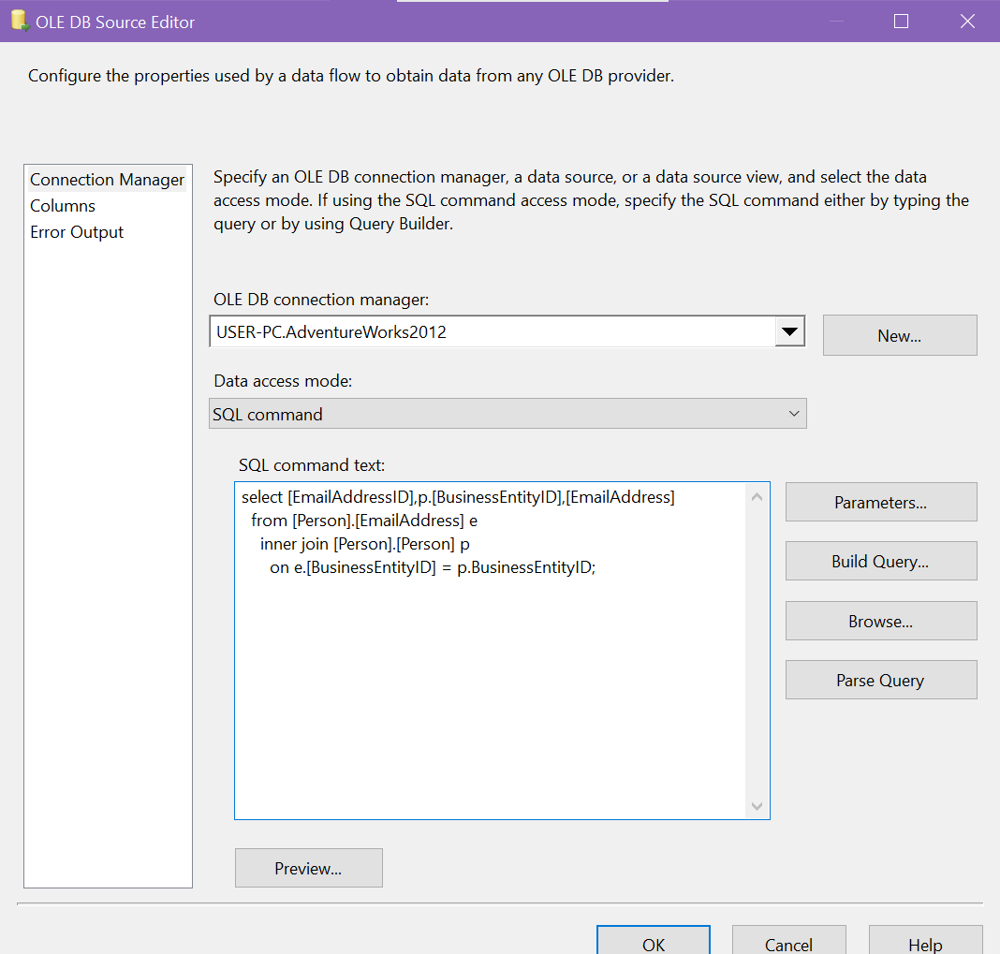 OLE DB Source Editor
Configure the properties used by a data flow to obtain data from any OLE DB provider.
Connection Manager
Columns
Error Output
Specify an OLE DB connection manager, a data source, or a data source view, and select the data
access mode. If using the SQL command access mode, specify the SQL command either by typing the
query or by using Query Builder.
OLE DB connection manager:
USER-PC.AdventureWorks2012
New...
Data access mode:
SQL command
SQL command text:
select [EmailAddressID],p.[BusinessEntityID],[EmailAddress]
from [Person].[EmailAddress] e
inner join [Person].[Person] p
on e.[BusinessEntityID] = p.BusinessEntityID;
Parameters...
Build Query...
Browse...
Parse Query
Preview...
OK
Cancel
Help